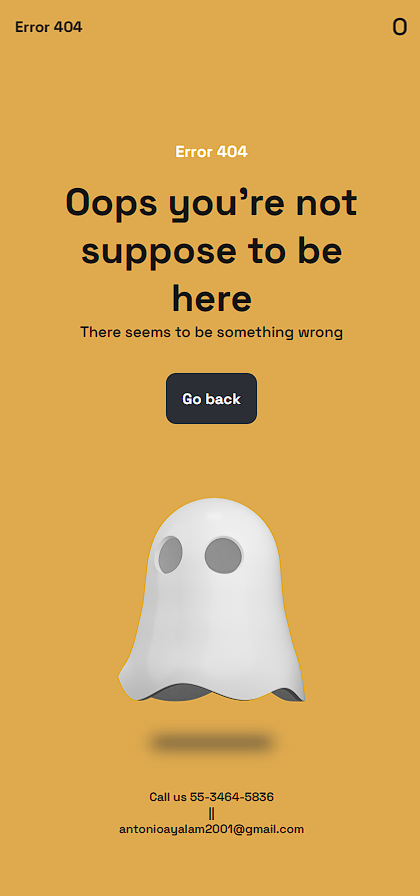 Error 404
O
Error 404
Oops you're not
suppose to be
here
There seems to be something wrong
Go back
Call us 55-3464-5836
||
antonioayalam2001@gmail.com